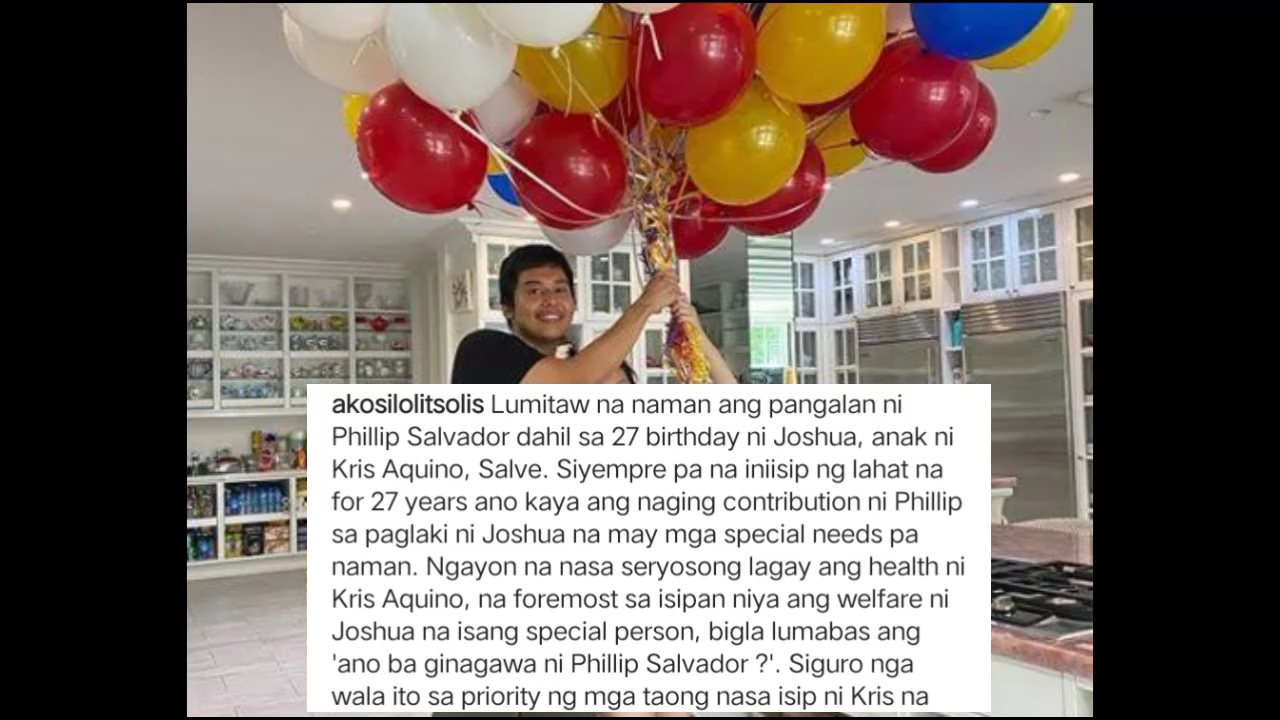 akosilolitsolis Lumitaw na naman ang pangalan ni
Phillip Salvador dahil sa 27 birthday ni Joshua, anak ni
Kris Aquino, Salve. Siyempre pa na iniisip ng lahat na
for 27 years ano kaya ang naging contribution ni Phillip
sa paglaki ni Joshua na may mga special needs pa
naman. Ngayon na nasa seryosong lagay ang health ni
Kris Aquino, na foremost sa isipan niya ang welfare ni
Joshua na isang special person, bigla lumabas ang
'ano ba ginagawa ni Phillip Salvador ?'. Siguro nga
wala ito sa priority ng mga taong nasa isip ni Kris na